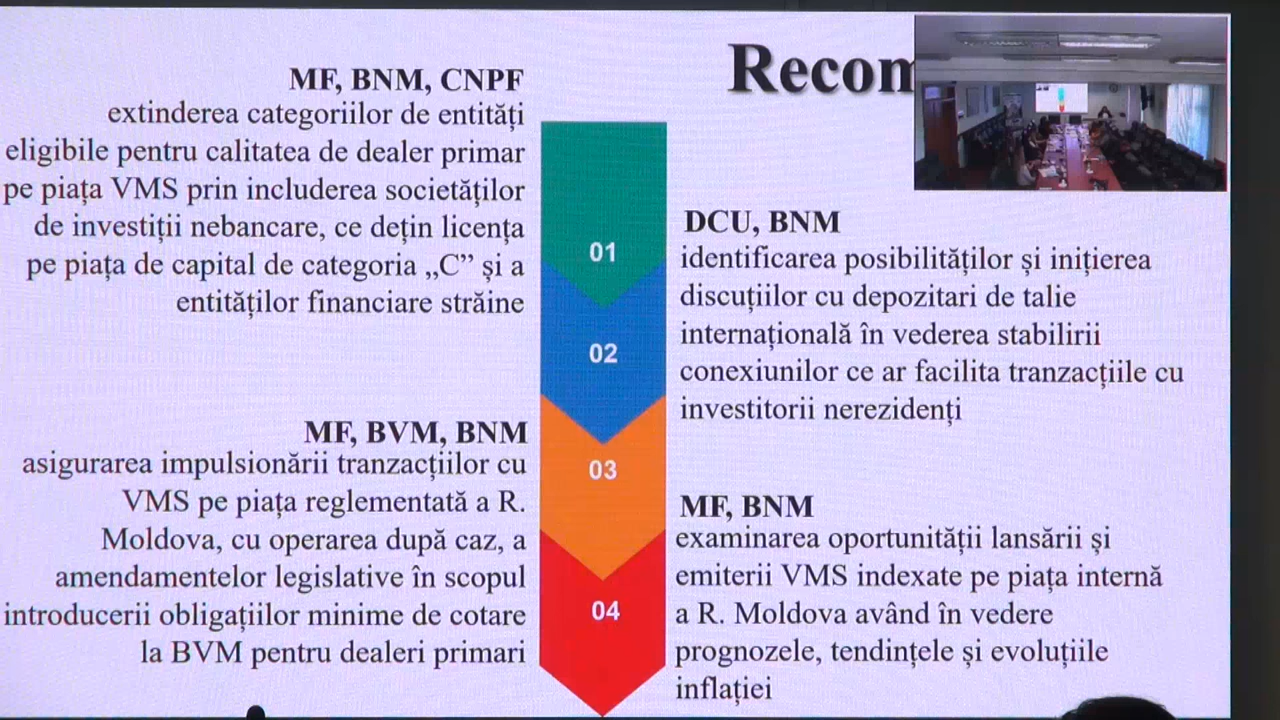 Recom
MF, BNM, CNPF
extinderea categoriilor de entități
eligibile pentru calitatea de dealer primar
pe piața VMS prin includerea societăților
de investiții nebancare, ce dețin licența
pe piața de capital de categoria „C” și a
entităților financiare străine
01
DCU, BNM
identificarea posibilităților și inițierea
discuțiilor cu depozitari de talie
internațională în vederea stabilirii
conexiunilor ce ar facilita tranzacțiile cu
investitorii nerezidenți
02
MF, BVM, BNM
asigurarea impulsionării tranzacțiilor cu
VMS pe piața reglementată a R.
Moldova, cu operarea după caz, a
amendamentelor legislative în scopul
introducerii obligațiilor minime de cotare
la BVM pentru dealeri primari
03
MF, BNM
examinarea oportunității lansării și
emiterii VMS indexate pe piața internă
a R. Moldova având în vedere
prognozele, tendințele și evoluțiile
inflației
04